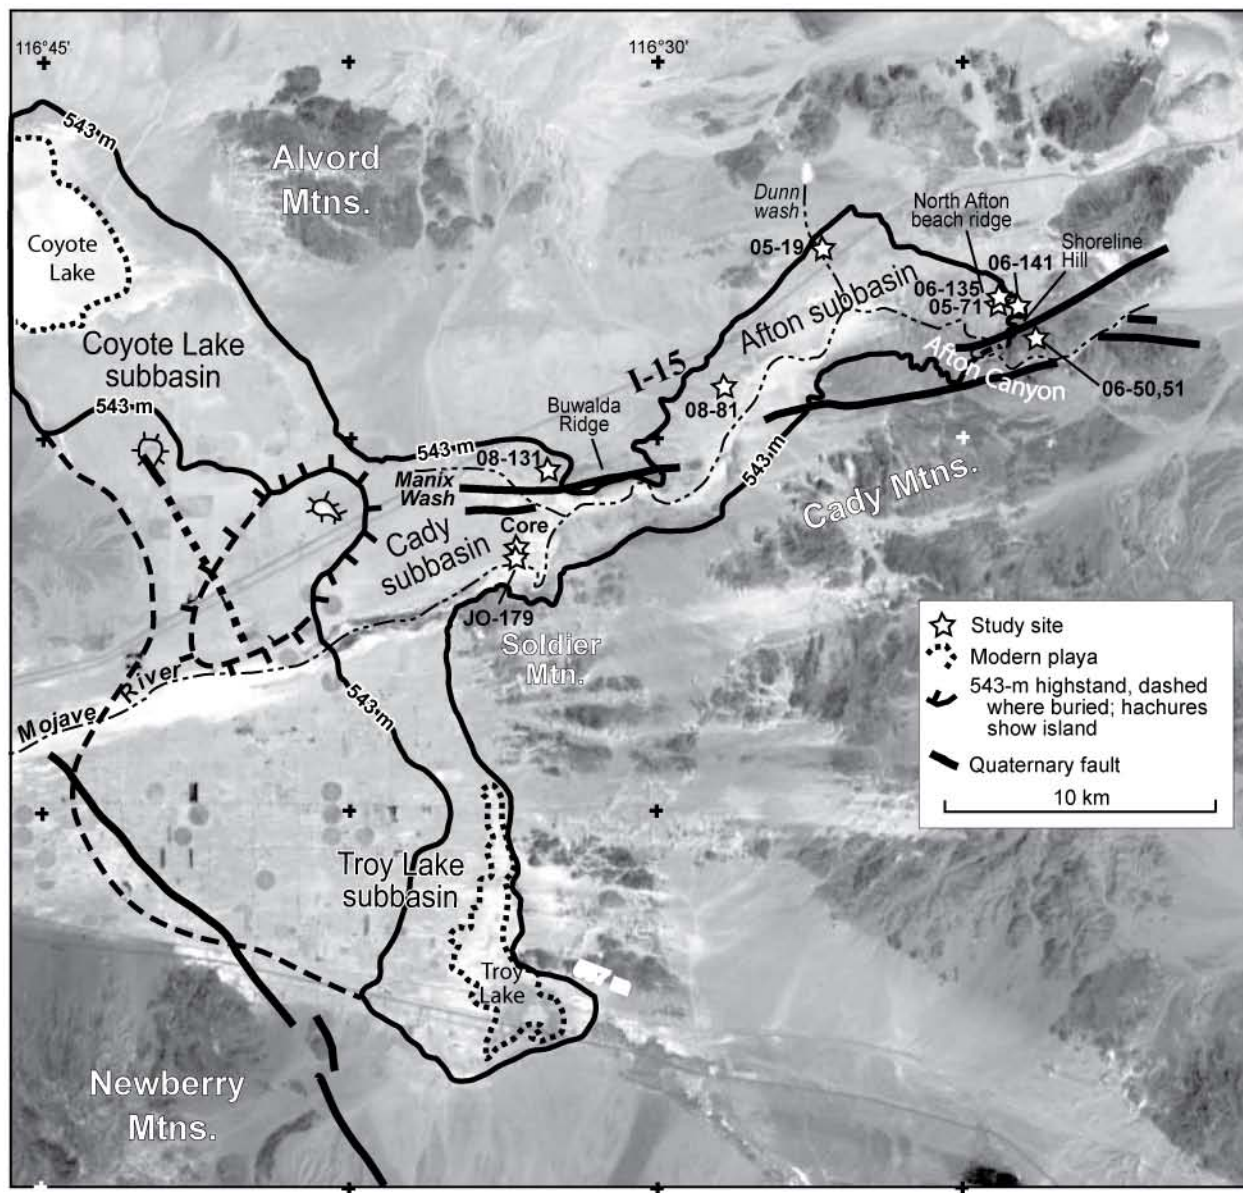 116°45'
116°30'
543 m
Alvord
Mtns.
Coyote
Lake
Dunn
wash
05-19
North Afton
beach ridge
Shoreline
Hill
06-141
06-135
05-71
Afton subbasin
Coyote Lake
subbasin
543 m
I-15
Afton Canyon
06-50,51
08-81
Buwalda
Ridge
543 m
08-131
Manix
Wash
543 m
Cady Mtns.
Core
Cady
subbasin
JO-179
Soldier
Mtn.
Mojave River
543 m
Study site
Modern playa
543-m highstand, dashed
where buried; hachures
show island
Quaternary fault
10 km
Troy Lake
subbasin
Troy
Lake
Newberry
Mtns.